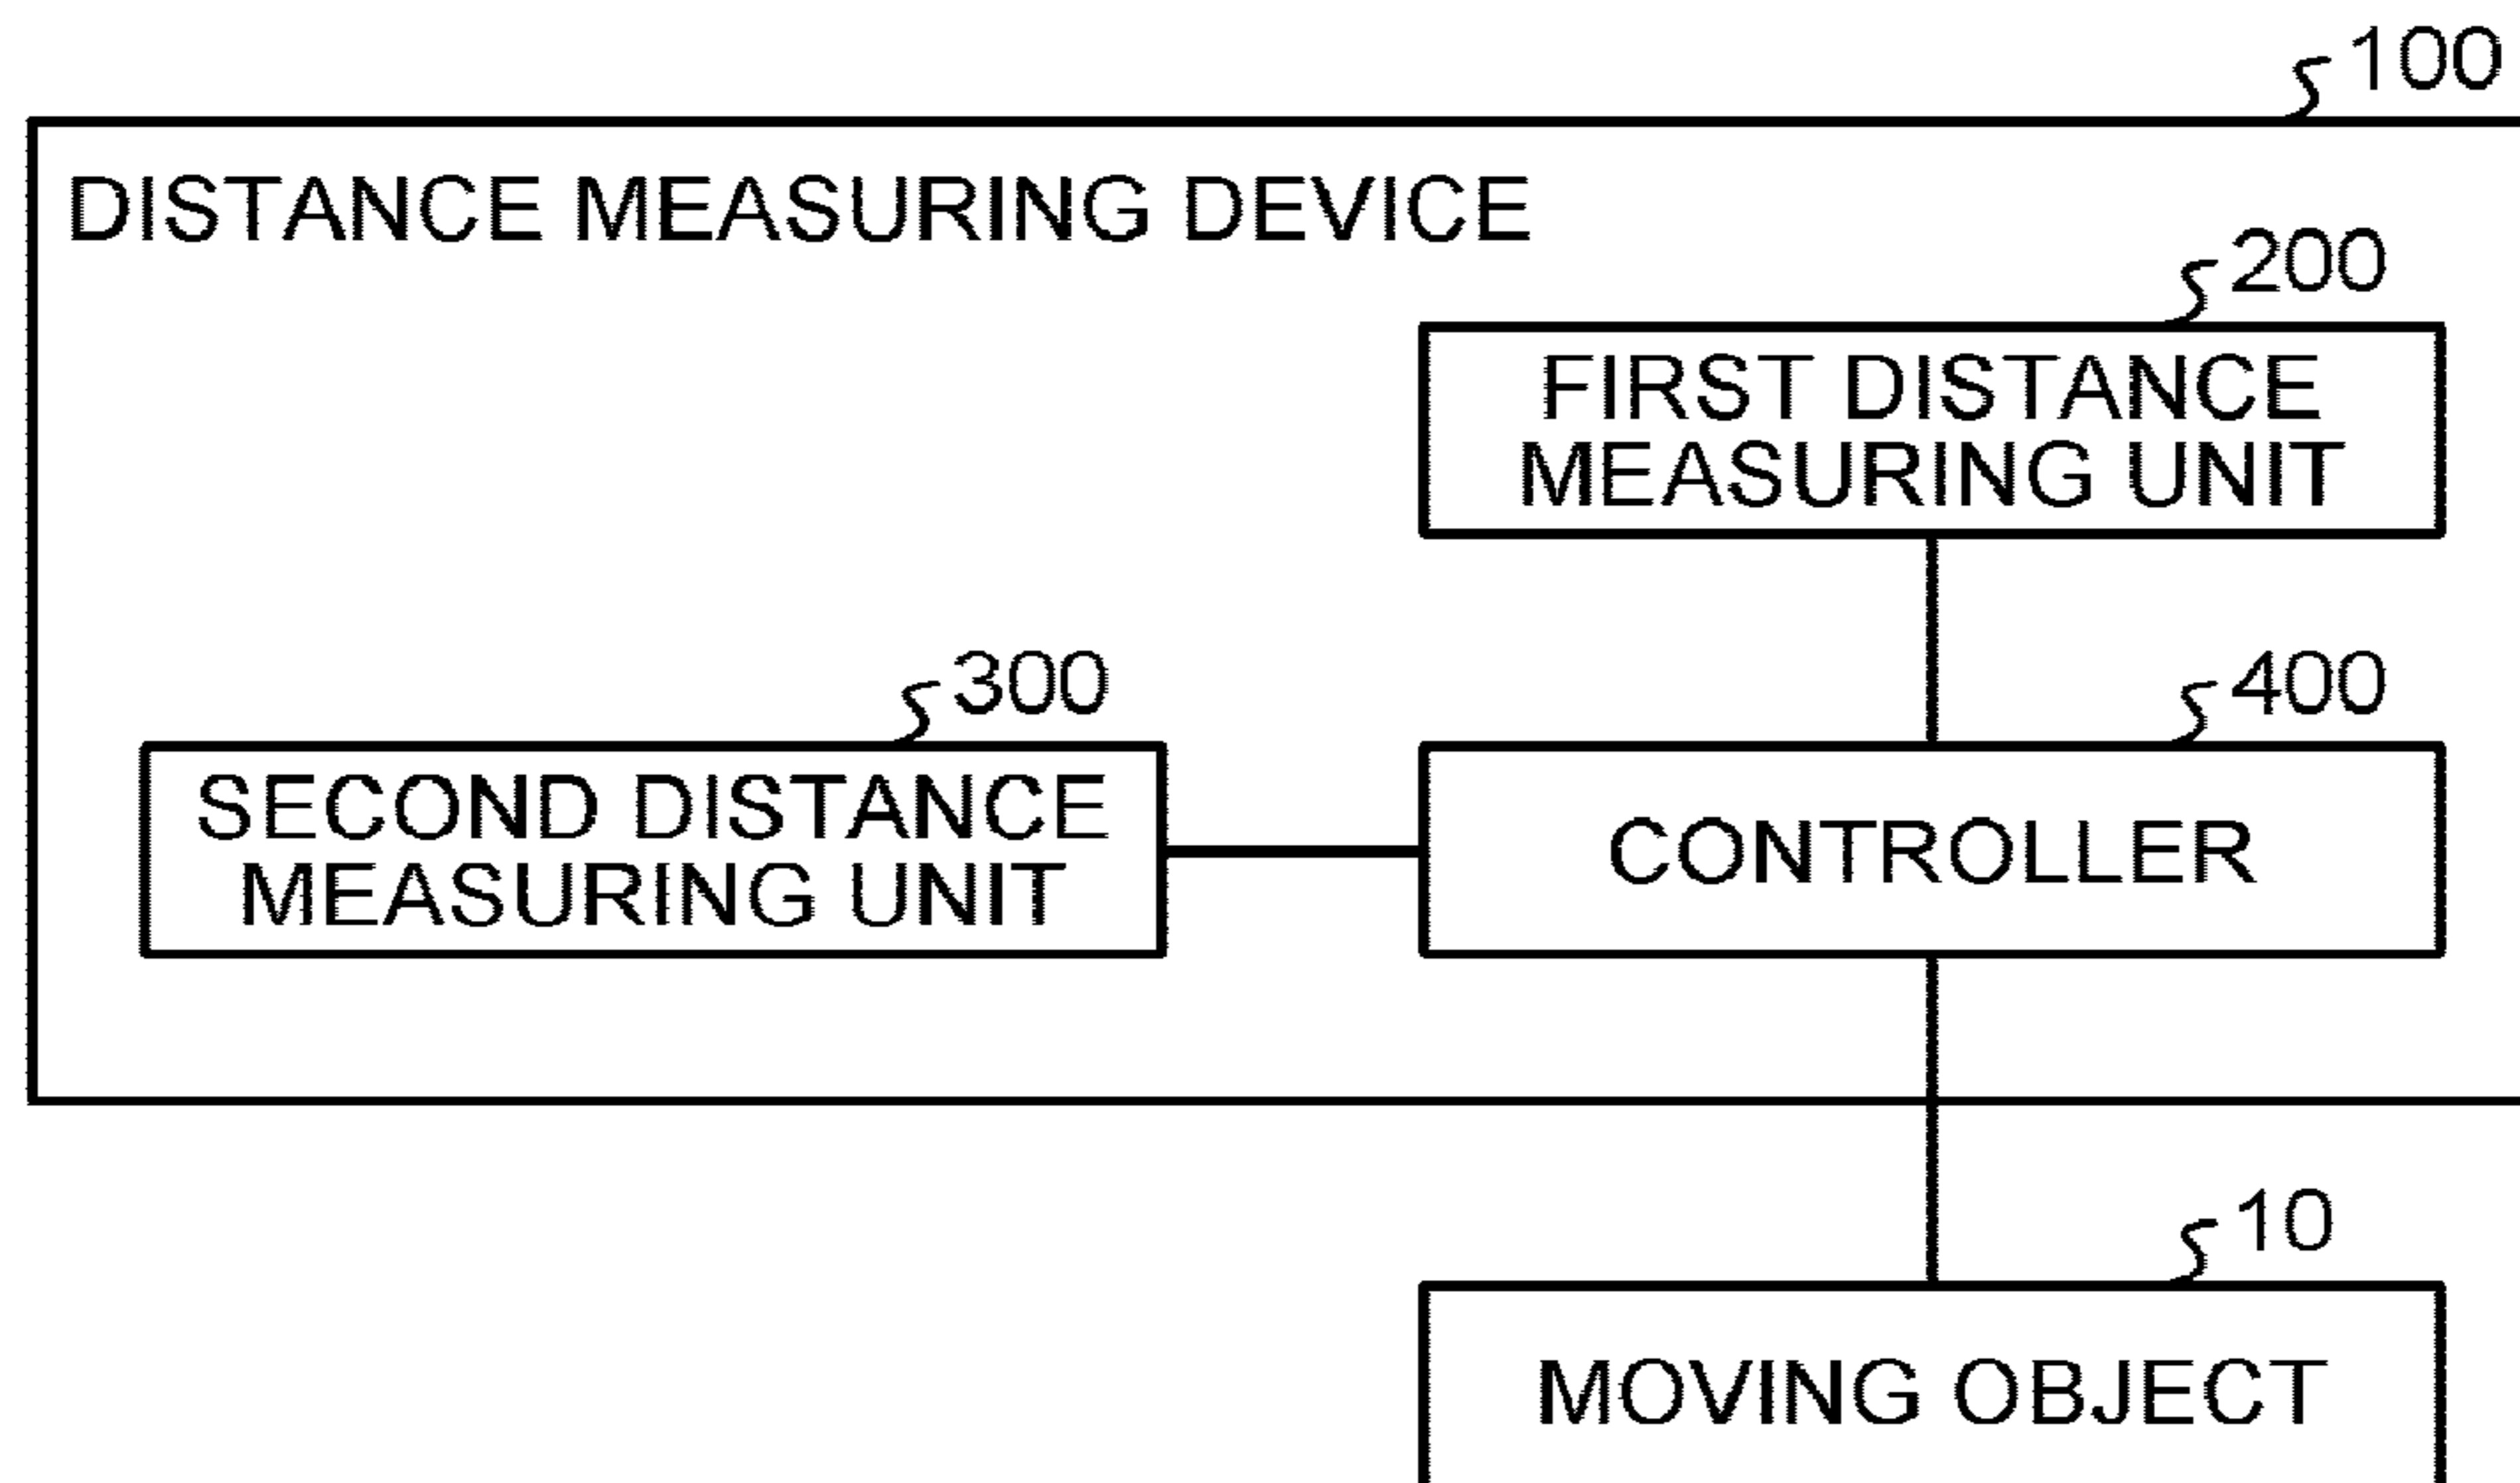 100
DISTANCE MEASURING DEVICE
200
FIRST DISTANCE
MEASURING UNIT
300
SECOND DISTANCE
MEASURING UNIT
400
CONTROLLER
10
MOVING OBJECT